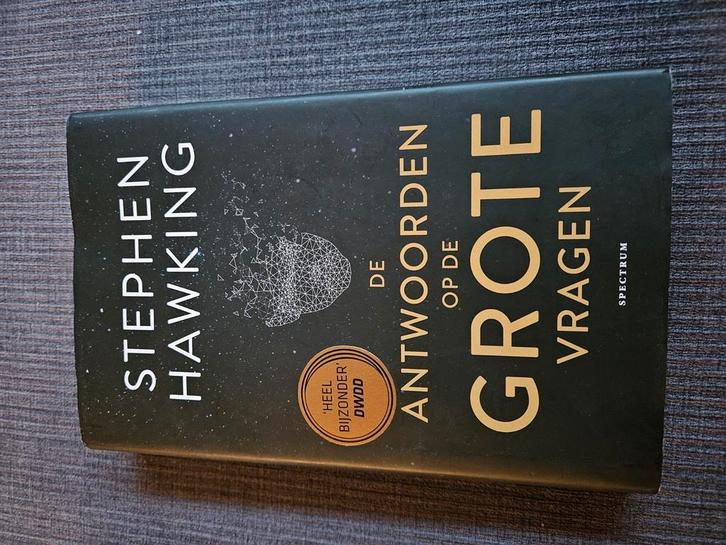 STEPHEN
HAWKING
'HEEL
BIJZONDER'
DWDD
DE
ANTWOORDEN
OP DE
GROTE
VRAGEN
SPECTRUM